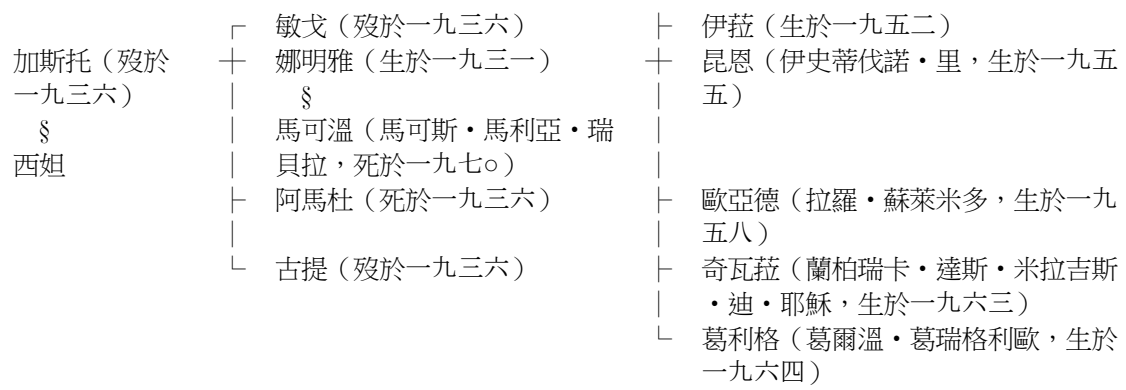 敏戈（歿於一九三六）
伊菈（生於一九五二）
加斯托（歿於
一九三六）
§
西妲
娜明雅（生於一九三一）
§
馬可溫（馬可斯・馬利亞・瑞
貝拉，死於一九七○）
昆恩（伊史蒂伐諾・里，生於一九五
五）
阿馬杜（死於一九三六）
歐亞德（拉羅・蘇萊米多，生於一九
五八）
古提（歿於一九三六）
奇瓦菈（蘭柏瑞卡・達斯・米拉吉斯
・迪・耶穌，生於一九六三）
葛利格（葛爾溫・葛瑞格利歐，生於
一九六四）